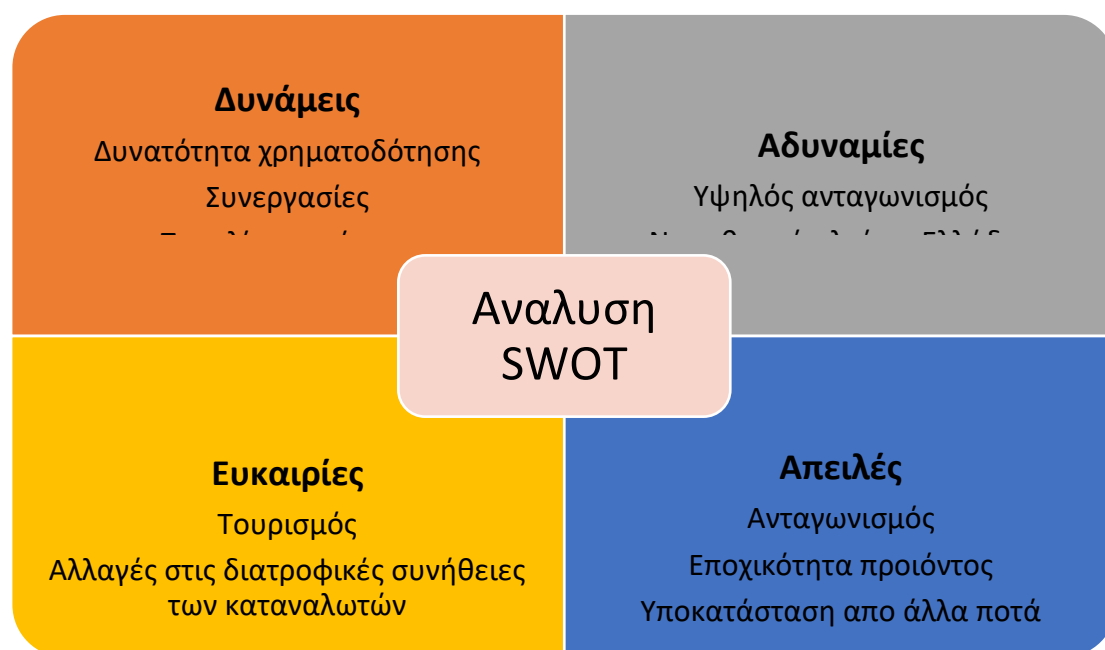 Δυνάμεις
Δυνατότητα χρηματοδότησης
Συνεργασίες
Αδυναμίες
Υψηλός ανταγωνισμός
Αναλυση
SWOT
Ευκαιρίες
Τουρισμός
Αλλαγές στις διατροφικές συνήθειες
των καταναλωτών
Απειλές
Ανταγωνισμός
Εποχικότητα προιόντος
Υποκατάσταση απο άλλα ποτά